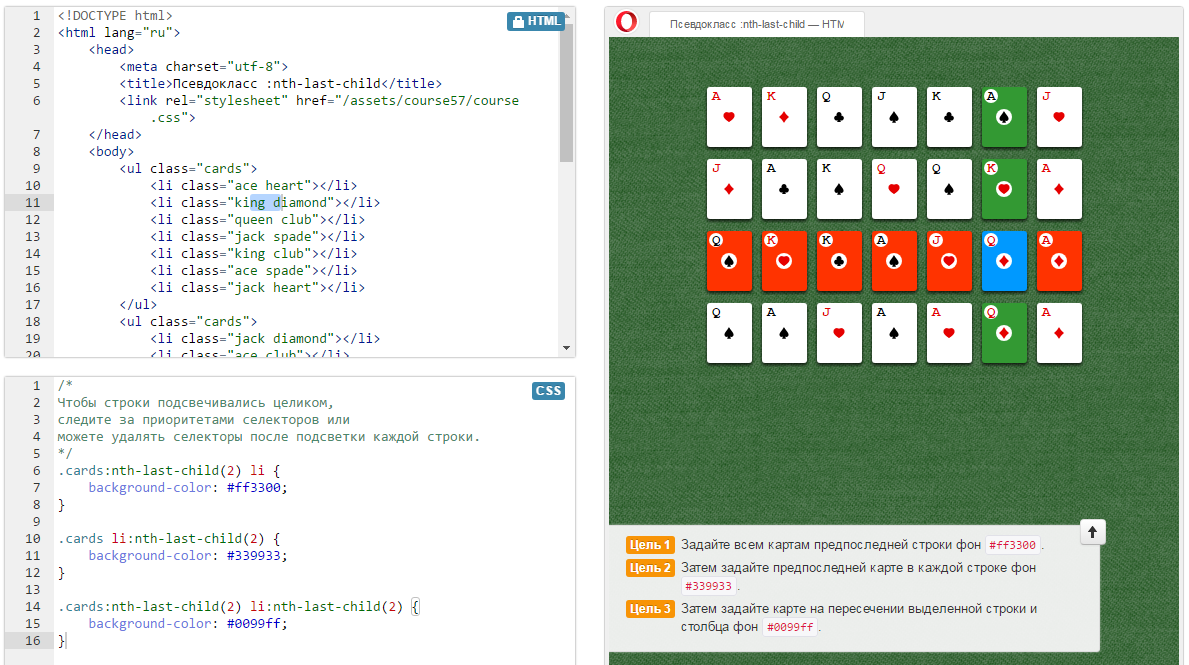 1 <!DOCTYPE html>
HTML
2 <html lang="ru">
3 <head>
4 <meta charset="utf-8">
5 <title>Псевдокласс :nth-last-child</title>
6 <link rel="stylesheet" href="/assets/course57/course
.css">
7 </head>
8 <body>
9 <ul class="cards">
10 <li class="ace heart"></li>
11 <li class="king diamond"></li>
12 <li class="queen club"></li>
13 <li class="jack spade"></li>
14 <li class="king club"></li>
15 <li class="ace spade"></li>
16 <li class="jack heart"></li>
17 </ul>
18 <ul class="cards">
19 <li class="jack diamond"></li>
20 <li class="ace club"></li>
CSS
1 /*
2 Чтобы строки подсвечивались целиком,
3 следите за приоритетами селекторов или
4 можете удалять селекторы после подсветки каждой строки.
5 */
6 .cards:nth-last-child(2) li {
7 background-color: #ff3300;
8 }
9
10 .cards li:nth-last-child(2) {
11 background-color: #339933;
12 }
13
14 .cards:nth-last-child(2) li:nth-last-child(2) {
15 background-color: #0099ff;
16 }
Псевдокласс :nth-last-child — HTM
A K Q J K A J
J A K Q Q K A
Q K K A J Q A
Q A J A A Q A
Цель 1 Задайте всем картам предпоследней строки фон #ff3300.
Цель 2 Затем задайте предпоследней карте в каждой строке фон
#339933.
Цель 3 Затем задайте карте на пересечении выделенной строки и
столбца фон #0099ff.